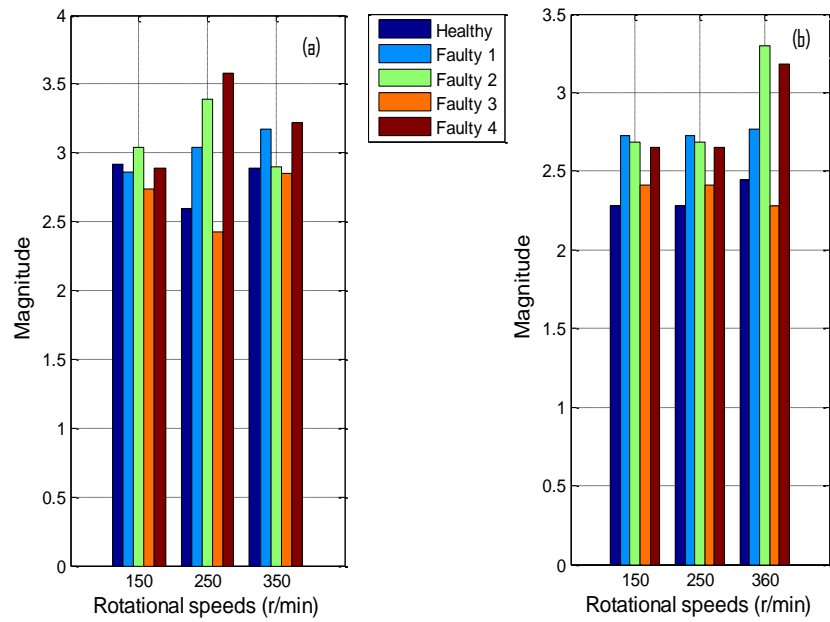 4
3.5
3
2.5
2
1.5
1
0.5
0
Magnitude
(a)
150 250 350
Rotational speeds (r/min)
Healthy
Faulty 1
Faulty 2
Faulty 3
Faulty 4
3.5
3
2.5
2
1.5
1
0.5
0
Magnitude
(b)
150 250 360
Rotational speeds (r/min)